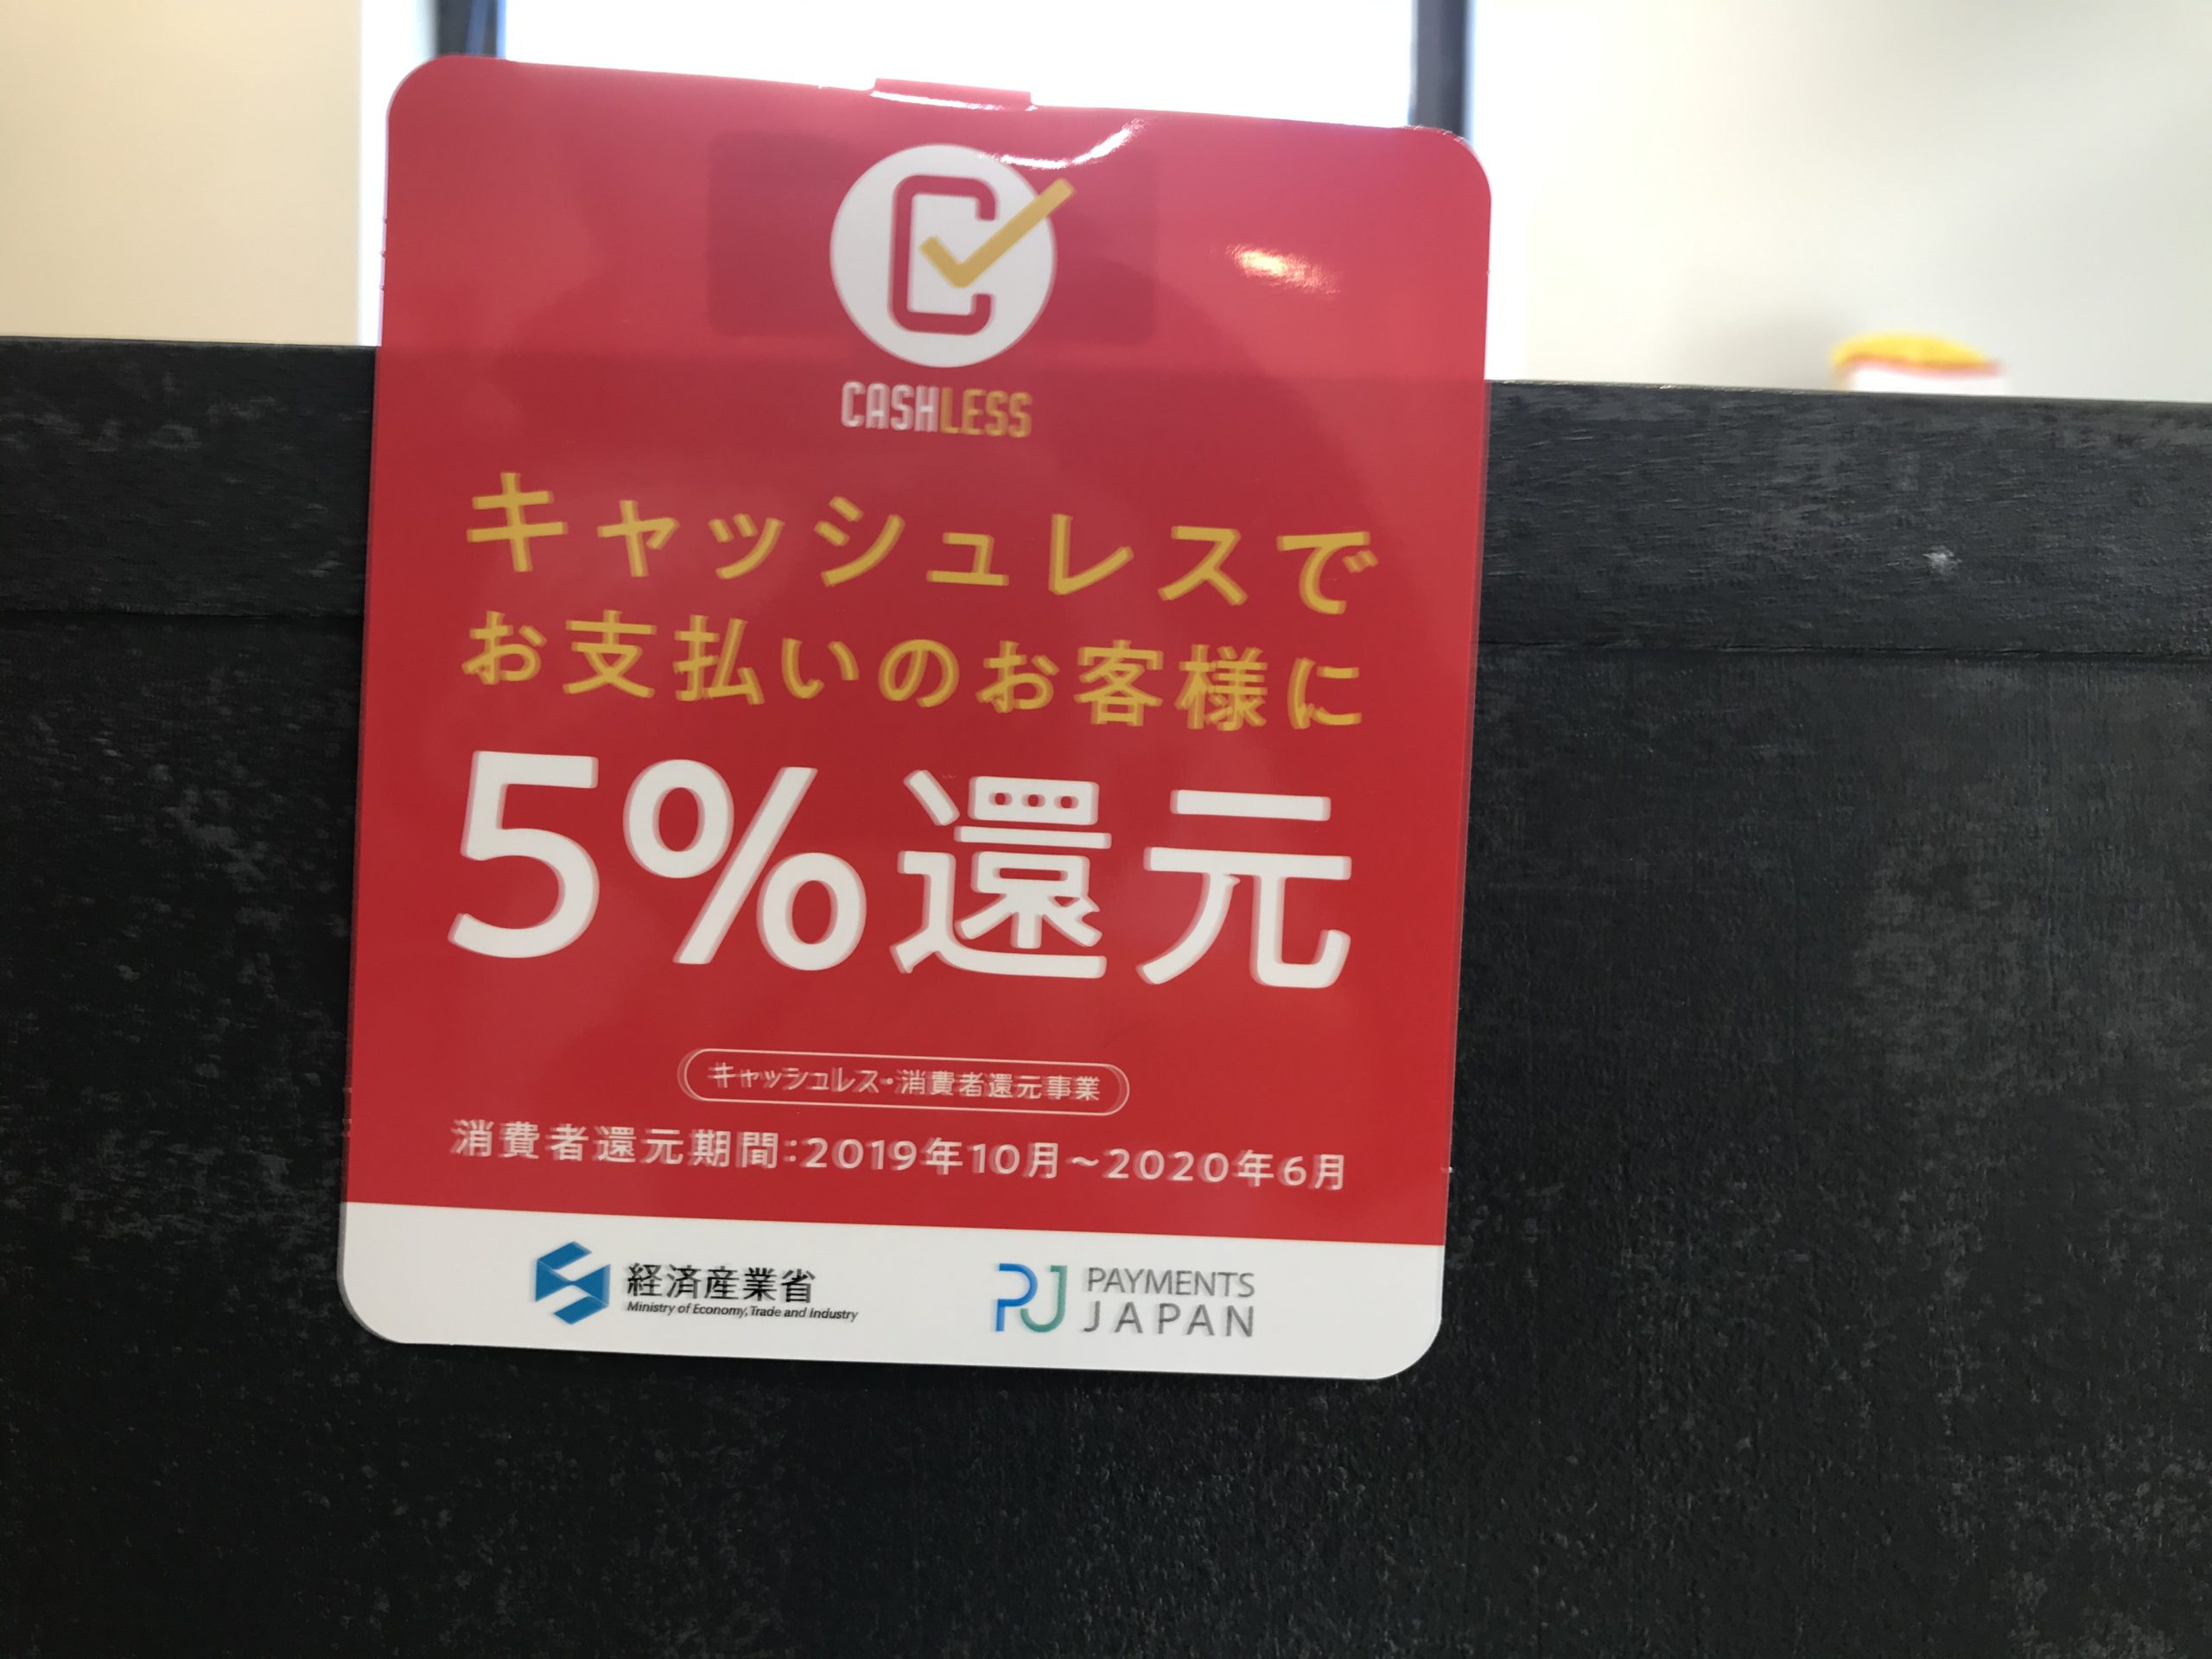 CASHLESS
キャッシュレスで
お支払いのお客様に
5%還元
キャッシュレス・消費者還元事業
消費者還元期間:2019年10月~2020年6月
経済産業省
Ministry of Economy, Trade and Industry
PAYMENTS
JAPAN